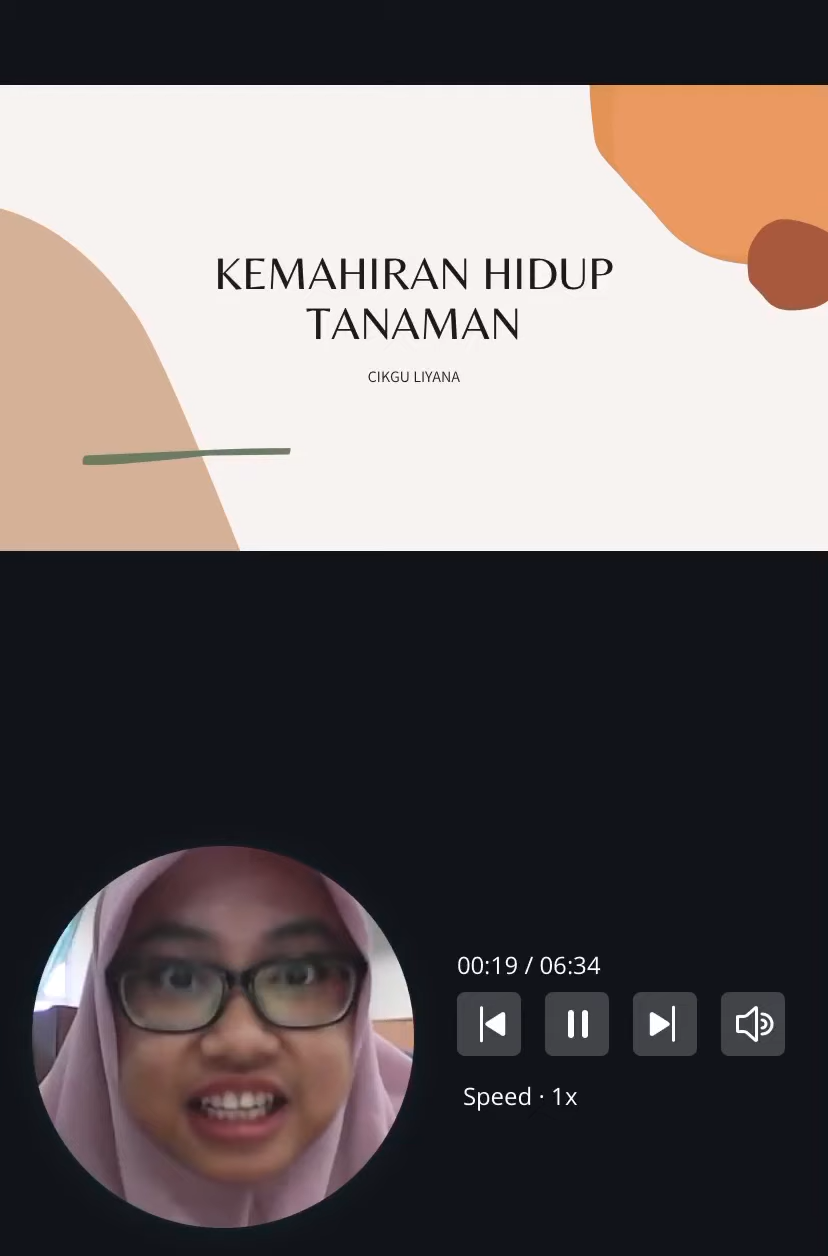 KEMAHIRAN HIDUP
TANAMAN
CIKGU LIYANA
00:19 / 06:34
Speed · 1x